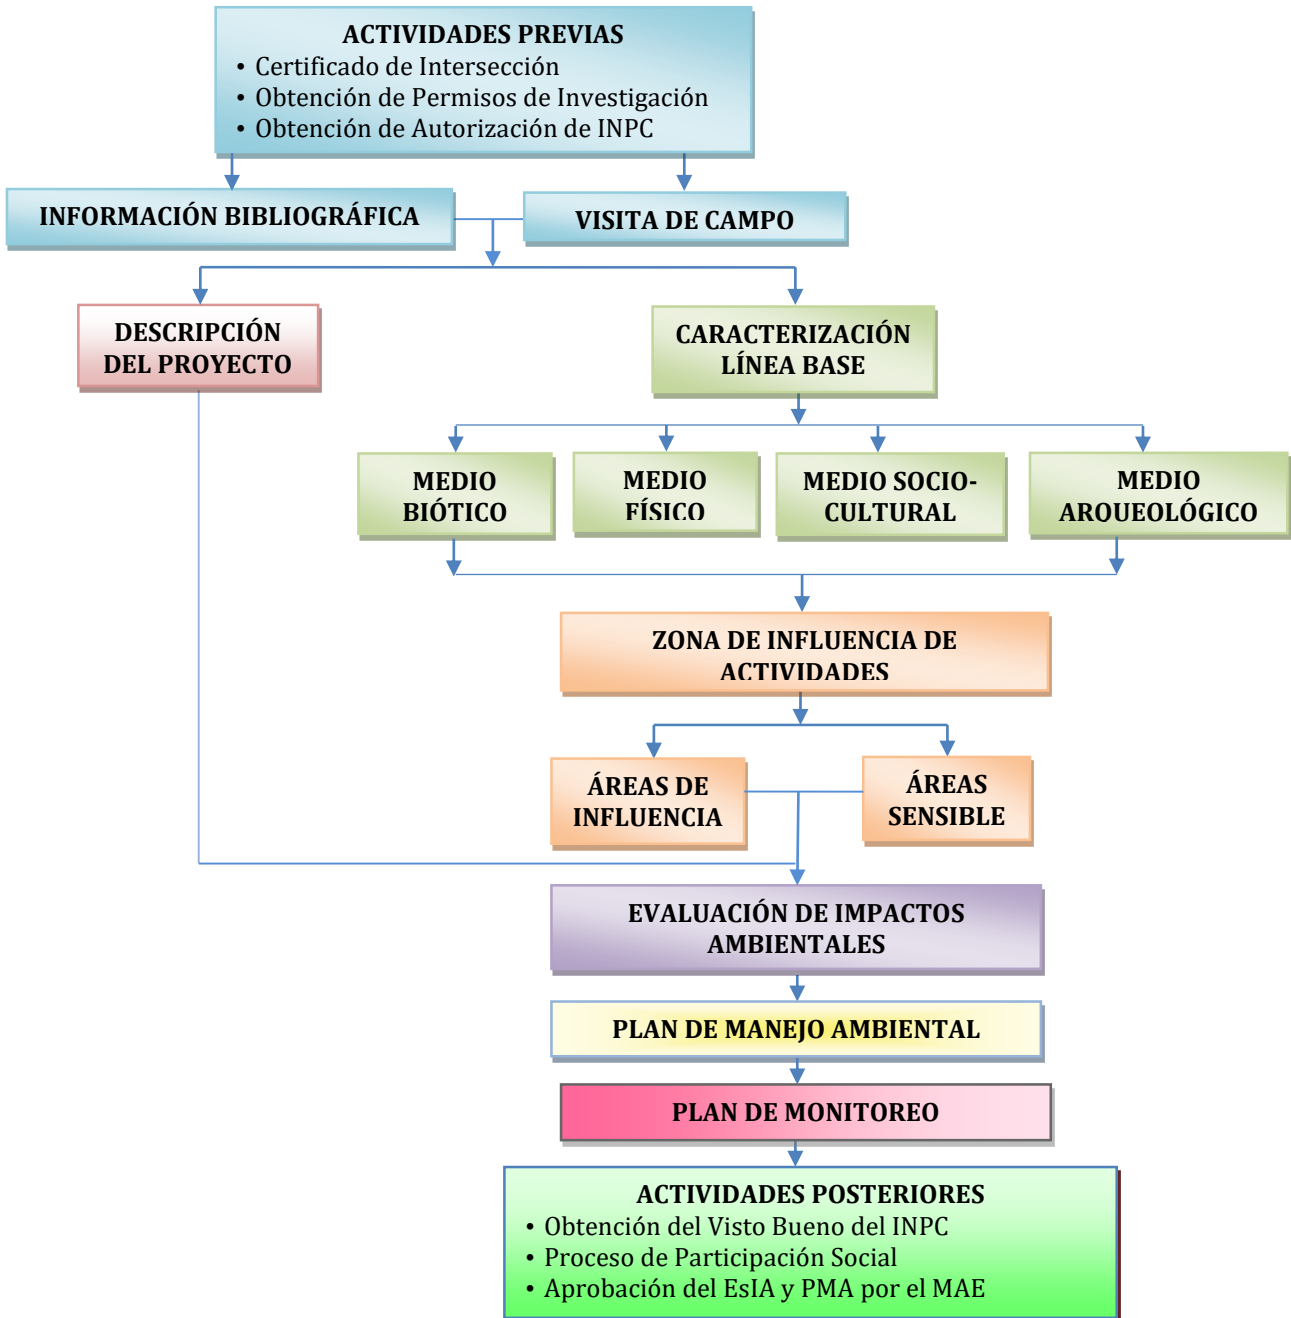 ACTIVIDADES PREVIAS
• Certificado de Intersección
• Obtención de Permisos de Investigación
• Obtención de Autorización de INPC
INFORMACIÓN BIBLIOGRÁFICA
VISITA DE CAMPO
DESCRIPCIÓN
DEL PROYECTO
CARACTERIZACIÓN
LÍNEA BASE
MEDIO
BIÓTICO
MEDIO
FÍSICO
MEDIO SOCIO-
CULTURAL
MEDIO
ARQUEOLÓGICO
ZONA DE INFLUENCIA DE
ACTIVIDADES
ÁREAS DE
INFLUENCIA
ÁREAS
SENSIBLE
EVALUACIÓN DE IMPACTOS
AMBIENTALES
PLAN DE MANEJO AMBIENTAL
PLAN DE MONITOREO
ACTIVIDADES POSTERIORES
• Obtención del Visto Bueno del INPC
• Proceso de Participación Social
• Aprobación del EsIA y PMA por el MAE